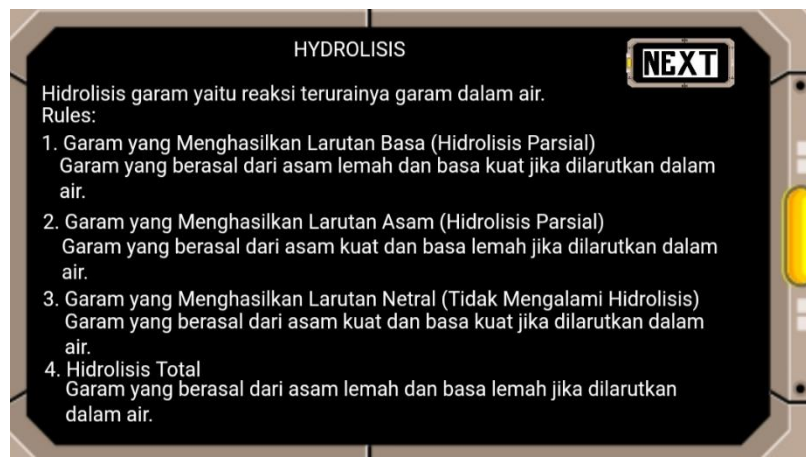 HYDROLISIS
NEXT
Hidrolisis garam yaitu reaksi terurainya garam dalam air.
Rules:
1. Garam yang Menghasilkan Larutan Basa (Hidrolisis Parsial)
Garam yang berasal dari asam lemah dan basa kuat jika dilarutkan dalam
air.
2. Garam yang Menghasilkan Larutan Asam (Hidrolisis Parsial)
Garam yang berasal dari asam kuat dan basa lemah jika dilarutkan dalam
air.
3. Garam yang Menghasilkan Larutan Netral (Tidak Mengalami Hidrolisis)
Garam yang berasal dari asam kuat dan basa kuat jika dilarutkan dalam
air.
4. Hidrolisis Total
Garam yang berasal dari asam lemah dan basa lemah jika dilarutkan
dalam air.